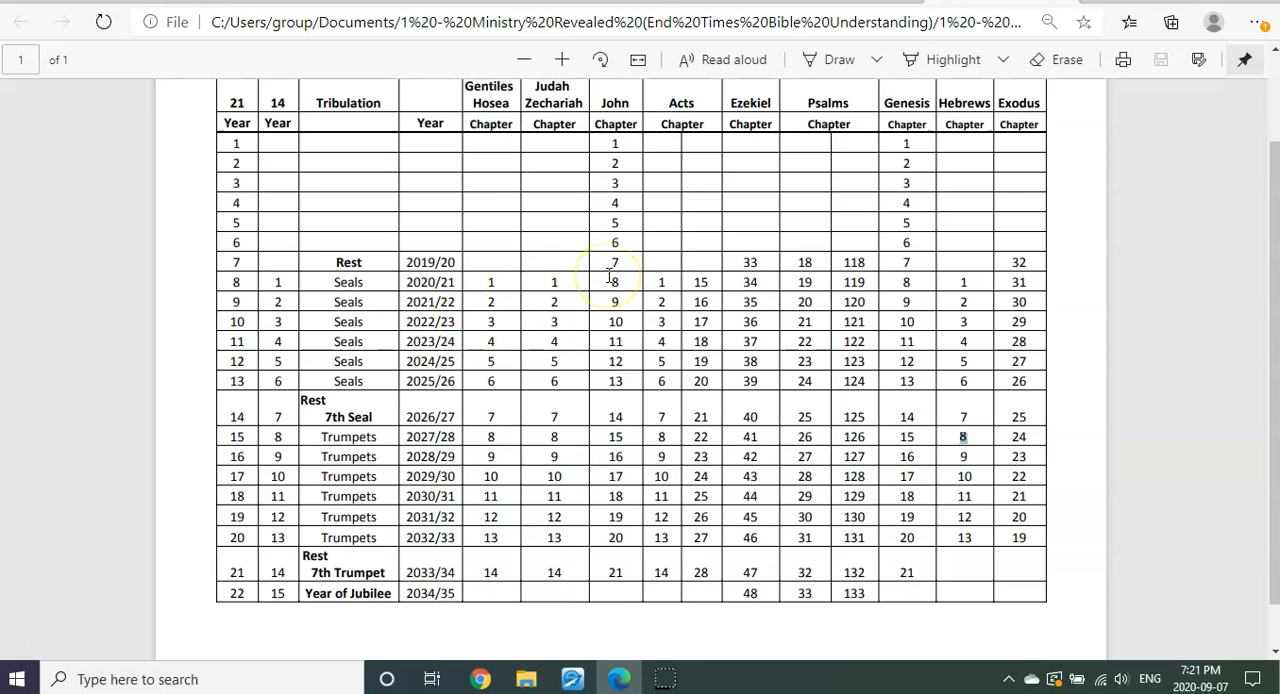 File C:/Users/group/Documents/1%20-%20Ministry%20Revealed%20(End%20Times%20Bible%20Understanding)/1%20-%20...
1 of 1 Read aloud Draw Highlight Erase
Gentiles Judah
21 14 Tribulation Hosea Zechariah John Acts Ezekiel Psalms Genesis Hebrews Exodus
Year Year Year Chapter Chapter Chapter Chapter Chapter Chapter Chapter Chapter Chapter
1 1 1
2 2 2
3 3 3
4 4 4
5 5 5
6 6 6
7 Rest 2019/20 7 33 18 118 7 32
8 1 Seals 2020/21 1 1 8 1 15 34 19 119 8 1 31
9 2 Seals 2021/22 2 2 9 2 16 35 20 120 9 2 30
10 3 Seals 2022/23 3 3 10 3 17 36 21 121 10 3 29
11 4 Seals 2023/24 4 4 11 4 18 37 22 122 11 4 28
12 5 Seals 2024/25 5 5 12 5 19 38 23 123 12 5 27
13 6 Seals 2025/26 6 6 13 6 20 39 24 124 13 6 26
Rest
14 7 7th Seal 2026/27 7 7 14 7 21 40 25 125 14 7 25
15 8 Trumpets 2027/28 8 8 15 8 22 41 26 126 15 8 24
16 9 Trumpets 2028/29 9 9 16 9 23 42 27 127 16 9 23
17 10 Trumpets 2029/30 10 10 17 10 24 43 28 128 17 10 22
18 11 Trumpets 2030/31 11 11 18 11 25 44 29 129 18 11 21
19 12 Trumpets 2031/32 12 12 19 12 26 45 30 130 19 12 20
20 13 Trumpets 2032/33 13 13 20 13 27 46 31 131 20 13 19
Rest
21 14 7th Trumpet 2033/34 14 14 21 14 28 47 32 132 21
22 15 Year of Jubilee 2034/35 48 33 133
Type here to search ENG 7:21 PM
2020-09-07